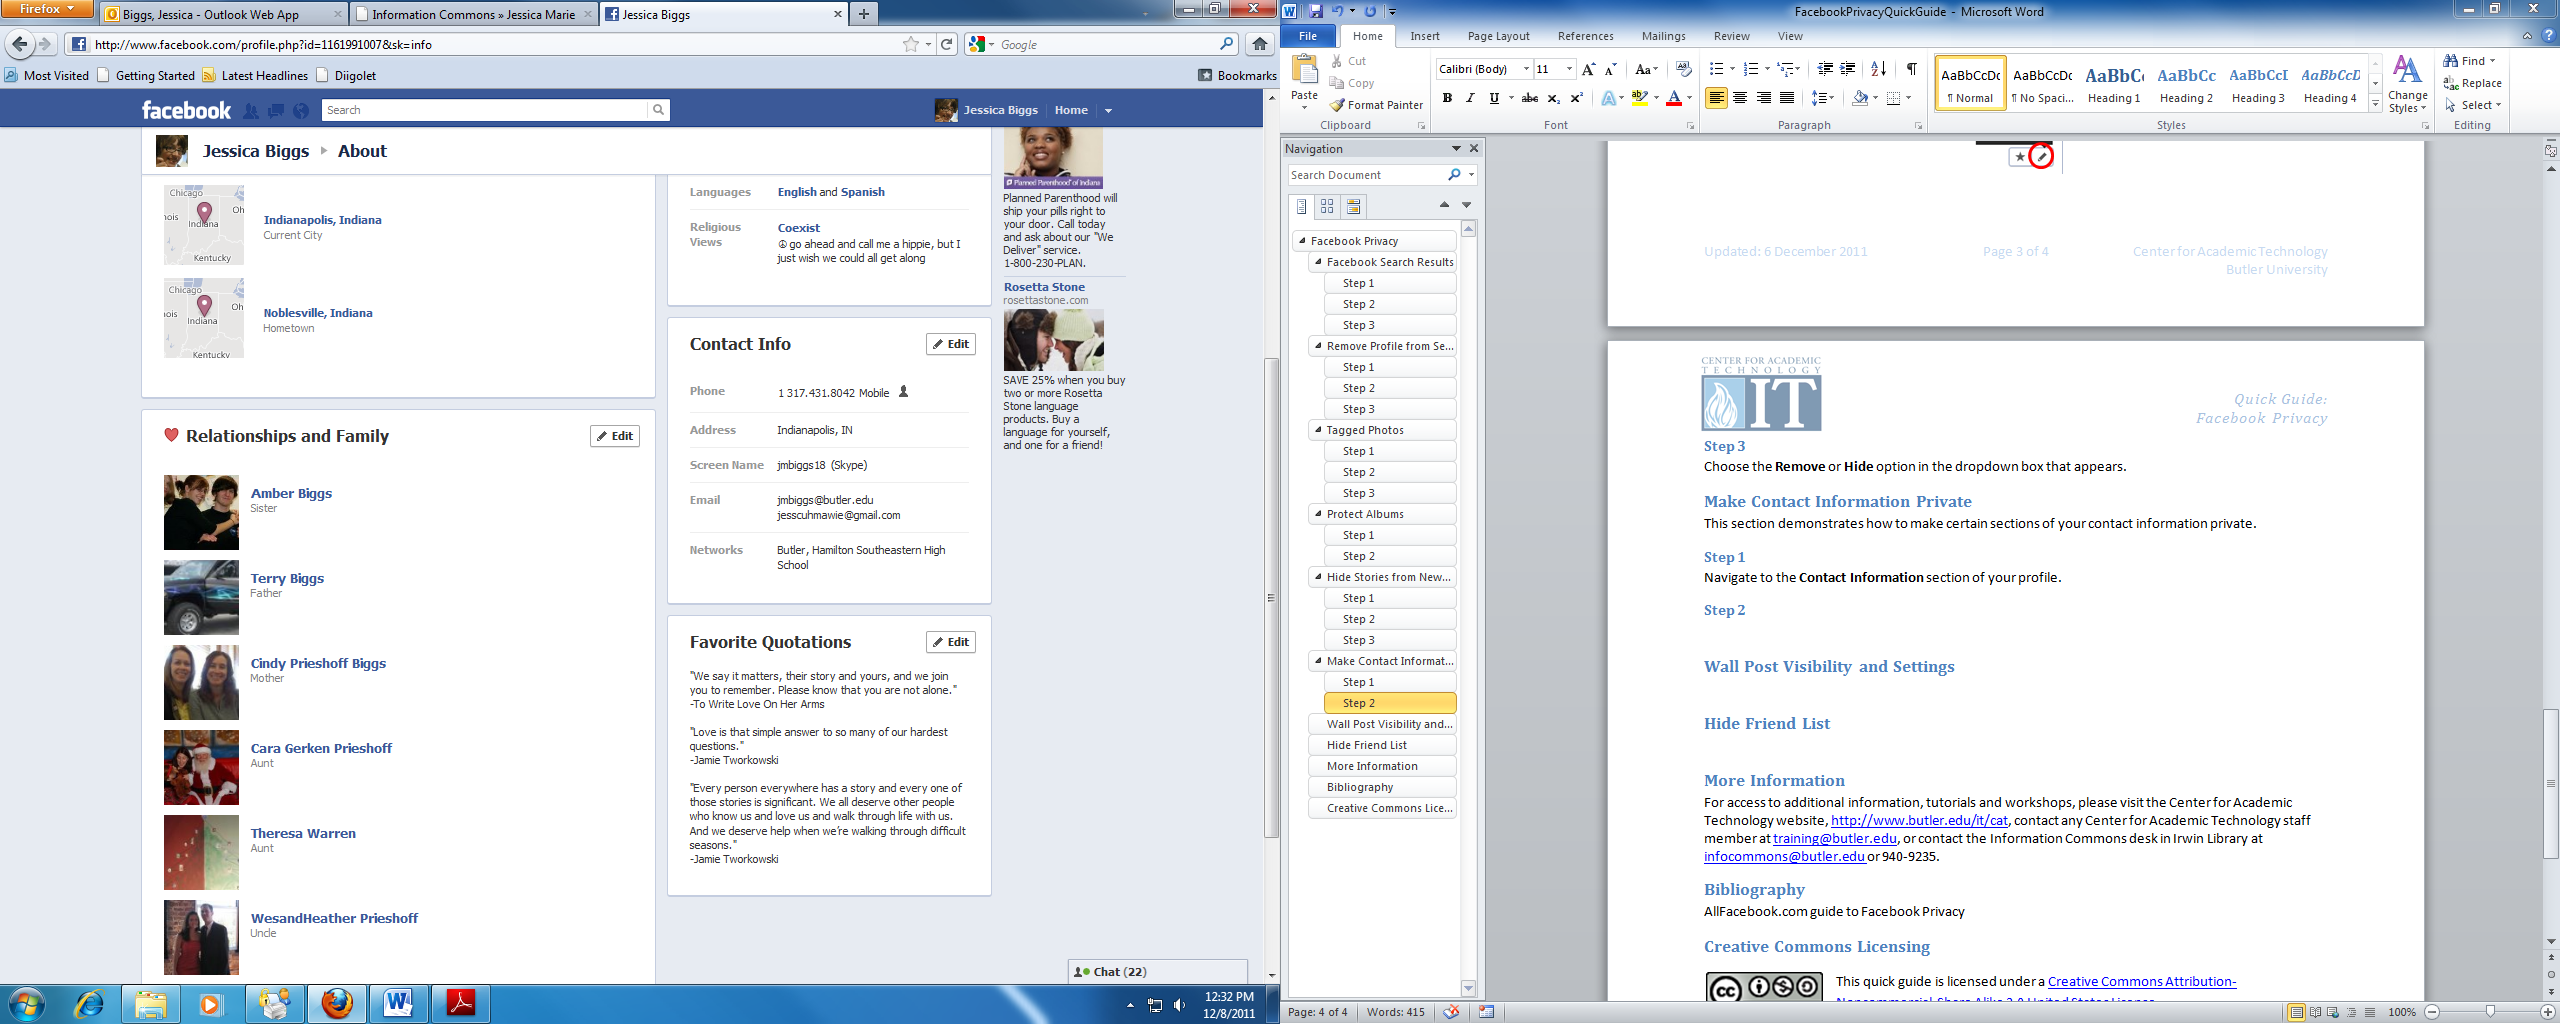 Firefox
Biggs, Jessica - Outlook Web App
Information Commons » Jessica Marie
Jessica Biggs
http://www.facebook.com/profile.php?id=1161991007&sk=info
Google
Most Visited
Getting Started
Latest Headlines
Diigolet
Bookmarks
facebook
Search
Jessica Biggs
Home
Jessica Biggs
About
Indianapolis, Indiana
Current City
Noblesville, Indiana
Hometown
Chicago
Indiana
Kentucky
Chicago
Indiana
Kentucky
Relationships and Family
Edit
Amber Biggs
Sister
Terry Biggs
Father
Cindy Prieshoff Biggs
Mother
Cara Gerken Prieshoff
Aunt
Theresa Warren
Aunt
WesandHeather Prieshoff
Uncle
Languages
English and Spanish
Religious Views
Coexist
☮ go ahead and call me a hippie, but I
just wish we could all get along
Contact Info
Edit
Phone
1 317.431.8042 Mobile
Address
Indianapolis, IN
Screen Name
jmbiggs18 (Skype)
Email
jmbiggs@butler.edu
jesscuhmawie@gmail.com
Networks
Butler, Hamilton Southeastern High
School
Favorite Quotations
Edit
"We say it matters, their story and yours, and we join
you to remember. Please know that you are not alone."
-To Write Love On Her Arms
"Love is that simple answer to so many of our hardest
questions."
-Jamie Tworkowski
"Every person everywhere has a story and every one of
those stories is significant. We all deserve other people
who know us and love us and walk through life with us.
And we deserve help when we're walking through difficult
seasons."
-Jamie Tworkowski
Planned Parenthood of Indiana
Planned Parenthood will
ship your pills right to
your door. Call today
and ask about our "We
Deliver" service.
1-800-230-PLAN.
Rosetta Stone
rosettastone.com
SAVE 25% when you buy
two or more Rosetta
Stone language
products. Buy a
language for yourself,
and one for a friend!
Chat (22)
12:32 PM
12/8/2011
FacebookPrivacyQuickGuide - Microsoft Word
File
Home
Insert
Page Layout
References
Mailings
Review
View
Paste
Cut
Copy
Format Painter
Clipboard
Calibri (Body)
11
Font
Paragraph
AaBbCcDc
¶ Normal
AaBbCcDc
¶ No Spaci...
AaBbC
Heading 1
AaBbCc
Heading 2
AaBbCcI
Heading 3
AaBbCcD
Heading 4
Change
Styles
Styles
Find
Replace
Select
Editing
Navigation
Search Document
Facebook Privacy
Facebook Search Results
Step 1
Step 2
Step 3
Remove Profile from Se...
Step 1
Step 2
Step 3
Tagged Photos
Step 1
Step 2
Step 3
Protect Albums
Step 1
Step 2
Hide Stories from New...
Step 1
Step 2
Step 3
Make Contact Informat...
Step 1
Step 2
Wall Post Visibility and...
Hide Friend List
More Information
Bibliography
Creative Commons Lice...
Updated: 6 December 2011
Page 3 of 4
Center for Academic Technology
Butler University
CENTER FOR ACADEMIC
TECHNOLOGY
IT
Quick Guide:
Facebook Privacy
Step 3
Choose the Remove or Hide option in the dropdown box that appears.
Make Contact Information Private
This section demonstrates how to make certain sections of your contact information private.
Step 1
Navigate to the Contact Information section of your profile.
Step 2
Wall Post Visibility and Settings
Hide Friend List
More Information
For access to additional information, tutorials and workshops, please visit the Center for Academic
Technology website, http://www.butler.edu/it/cat, contact any Center for Academic Technology staff
member at training@butler.edu, or contact the Information Commons desk in Irwin Library at
infocommons@butler.edu or 940-9235.
Bibliography
AllFacebook.com guide to Facebook Privacy
Creative Commons Licensing
cc
This quick guide is licensed under a Creative Commons Attribution-
Noncommercial-Share Alike 3.0 United States License
Page: 4 of 4
Words: 415
100%